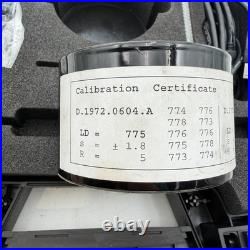 Calibration Certificate
D.1972.0604.A 774 776
778 773
LD = 775 776 776
S = ± 1.8 775 778
R = 5 773 774